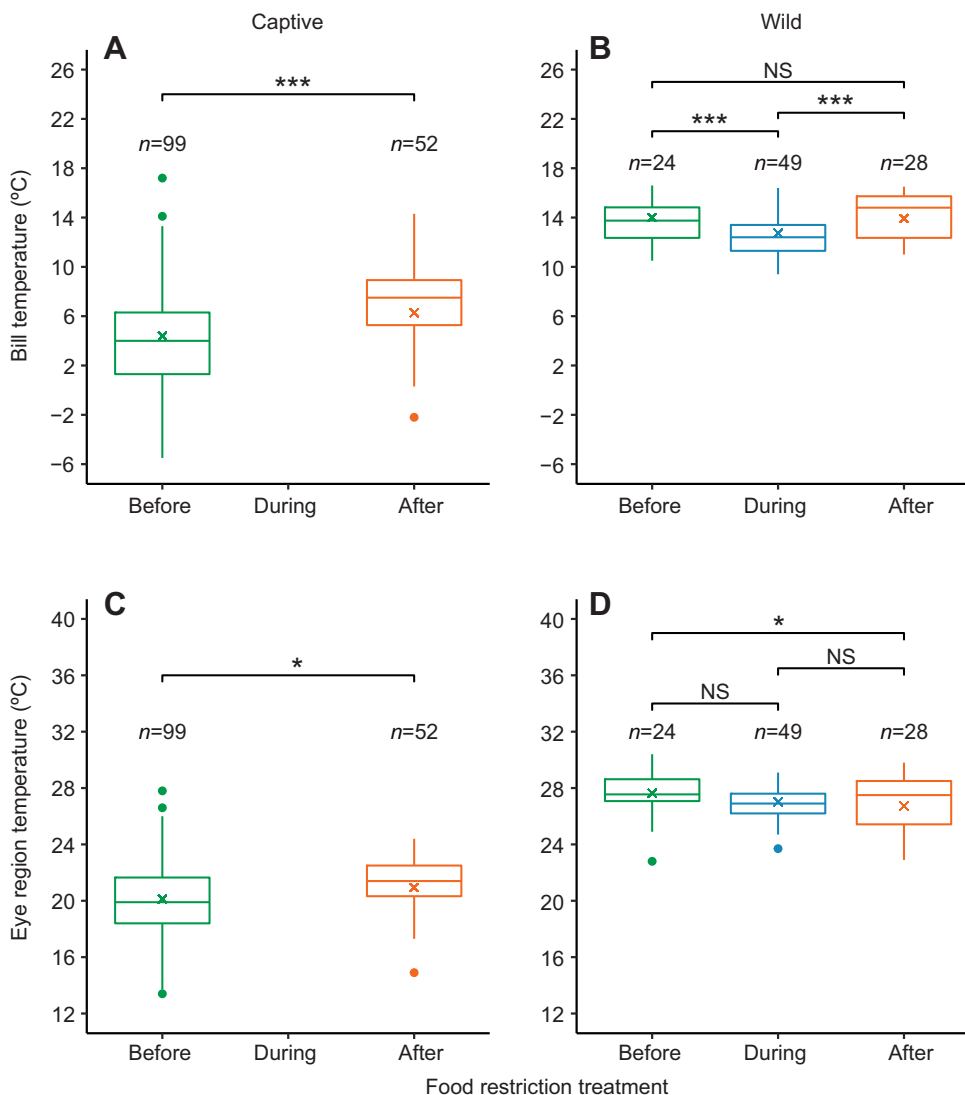 Captive
Wild
A
Bill temperature (ºC)
26
22
18
14
10
6
2
−2
−6
***
n=99
n=52
Before
During
After
B
26
22
18
14
10
6
2
−2
−6
NS
***
***
n=24
n=49
n=28
Before
During
After
C
Eye region temperature (ºC)
40
36
32
28
24
20
16
12
*
n=99
n=52
Before
During
After
D
40
36
32
28
24
20
16
12
*
NS
NS
n=24
n=49
n=28
Before
During
After
Food restriction treatment